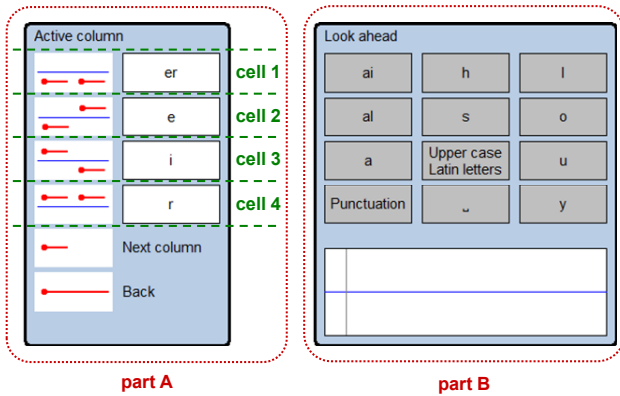 Active column
er
cell 1
e
cell 2
i
cell 3
r
cell 4
Next column
Back
part A
Look ahead
ai h l
al s o
a Upper case Latin letters u
Punctuation ␣ y
part B